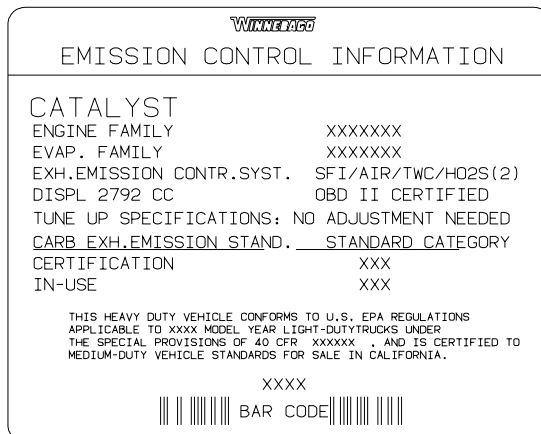 WINNEBAGO
EMISSION CONTROL INFORMATION
CATALYST
ENGINE FAMILY XXXXXXX
EVAP. FAMILY XXXXXXX
EXH.EMISSION CONTR.SYST. SFI/AIR/TWC/HO2S(2)
DISPL 2792 CC OBD II CERTIFIED
TUNE UP SPECIFICATIONS: NO ADJUSTMENT NEEDED
CARB EXH.EMISSION STAND. STANDARD CATEGORY
CERTIFICATION XXX
IN-USE XXX
THIS HEAVY DUTY VEHICLE CONFORMS TO U.S. EPA REGULATIONS
APPLICABLE TO XXXX MODEL YEAR LIGHT-DUTYTRUCKS UNDER
THE SPECIAL PROVISIONS OF 40 CFR XXXXXX . AND IS CERTIFIED TO
MEDIUM-DUTY VEHICLE STANDARDS FOR SALE IN CALIFORNIA.
XXXX
BAR CODE